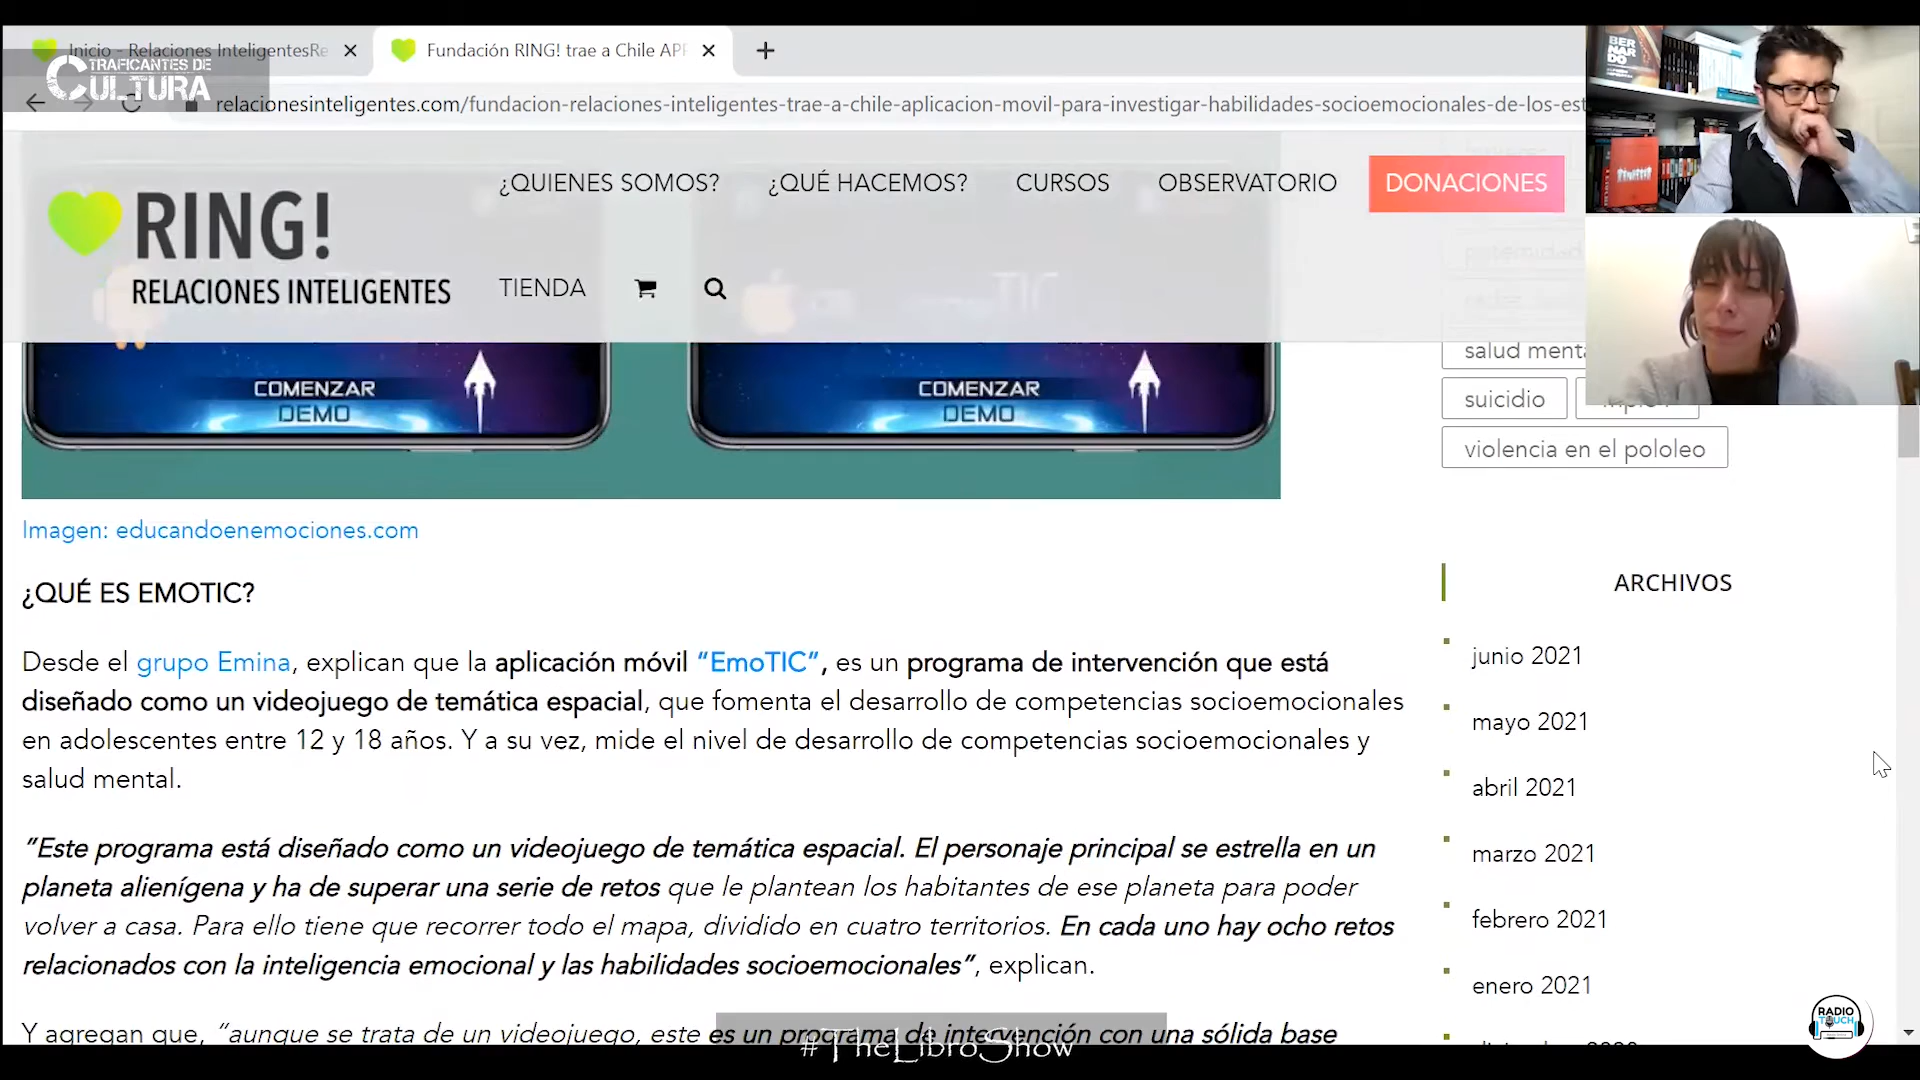 Inicio - Relaciones InteligentesRe
Fundación RING! trae a Chile APP
TRAFICANTES DE
CULTURA
relacionesinteligentes.com/fundacion-relaciones-inteligentes-trae-a-chile-aplicacion-movil-para-investigar-habilidades-socioemocionales-de-los-est
BER
NAR
DO
¿QUIENES SOMOS?
¿QUÉ HACEMOS?
CURSOS
OBSERVATORIO
DONACIONES
RING!
RELACIONES INTELIGENTES
TIENDA
paternidad
COMENZAR
DEMO
COMENZAR
DEMO
salud menta
suicidio
violencia en el pololeo
Imagen: educandoenemociones.com
¿QUÉ ES EMOTIC?
Desde el grupo Emina, explican que la aplicación móvil “EmoTIC”, es un programa de intervención que está
diseñado como un videojuego de temática espacial, que fomenta el desarrollo de competencias socioemocionales
en adolescentes entre 12 y 18 años. Y a su vez, mide el nivel de desarrollo de competencias socioemocionales y
salud mental.
“Este programa está diseñado como un videojuego de temática espacial. El personaje principal se estrella en un
planeta alienígena y ha de superar una serie de retos que le plantean los habitantes de ese planeta para poder
volver a casa. Para ello tiene que recorrer todo el mapa, dividido en cuatro territorios. En cada uno hay ocho retos
relacionados con la inteligencia emocional y las habilidades socioemocionales”, explican.
Y agregan que, “aunque se trata de un videojuego, este es un programa de intervención con una sólida base
ARCHIVOS
junio 2021
mayo 2021
abril 2021
marzo 2021
febrero 2021
enero 2021
#TheLibroShow
RADIO
TOUCH